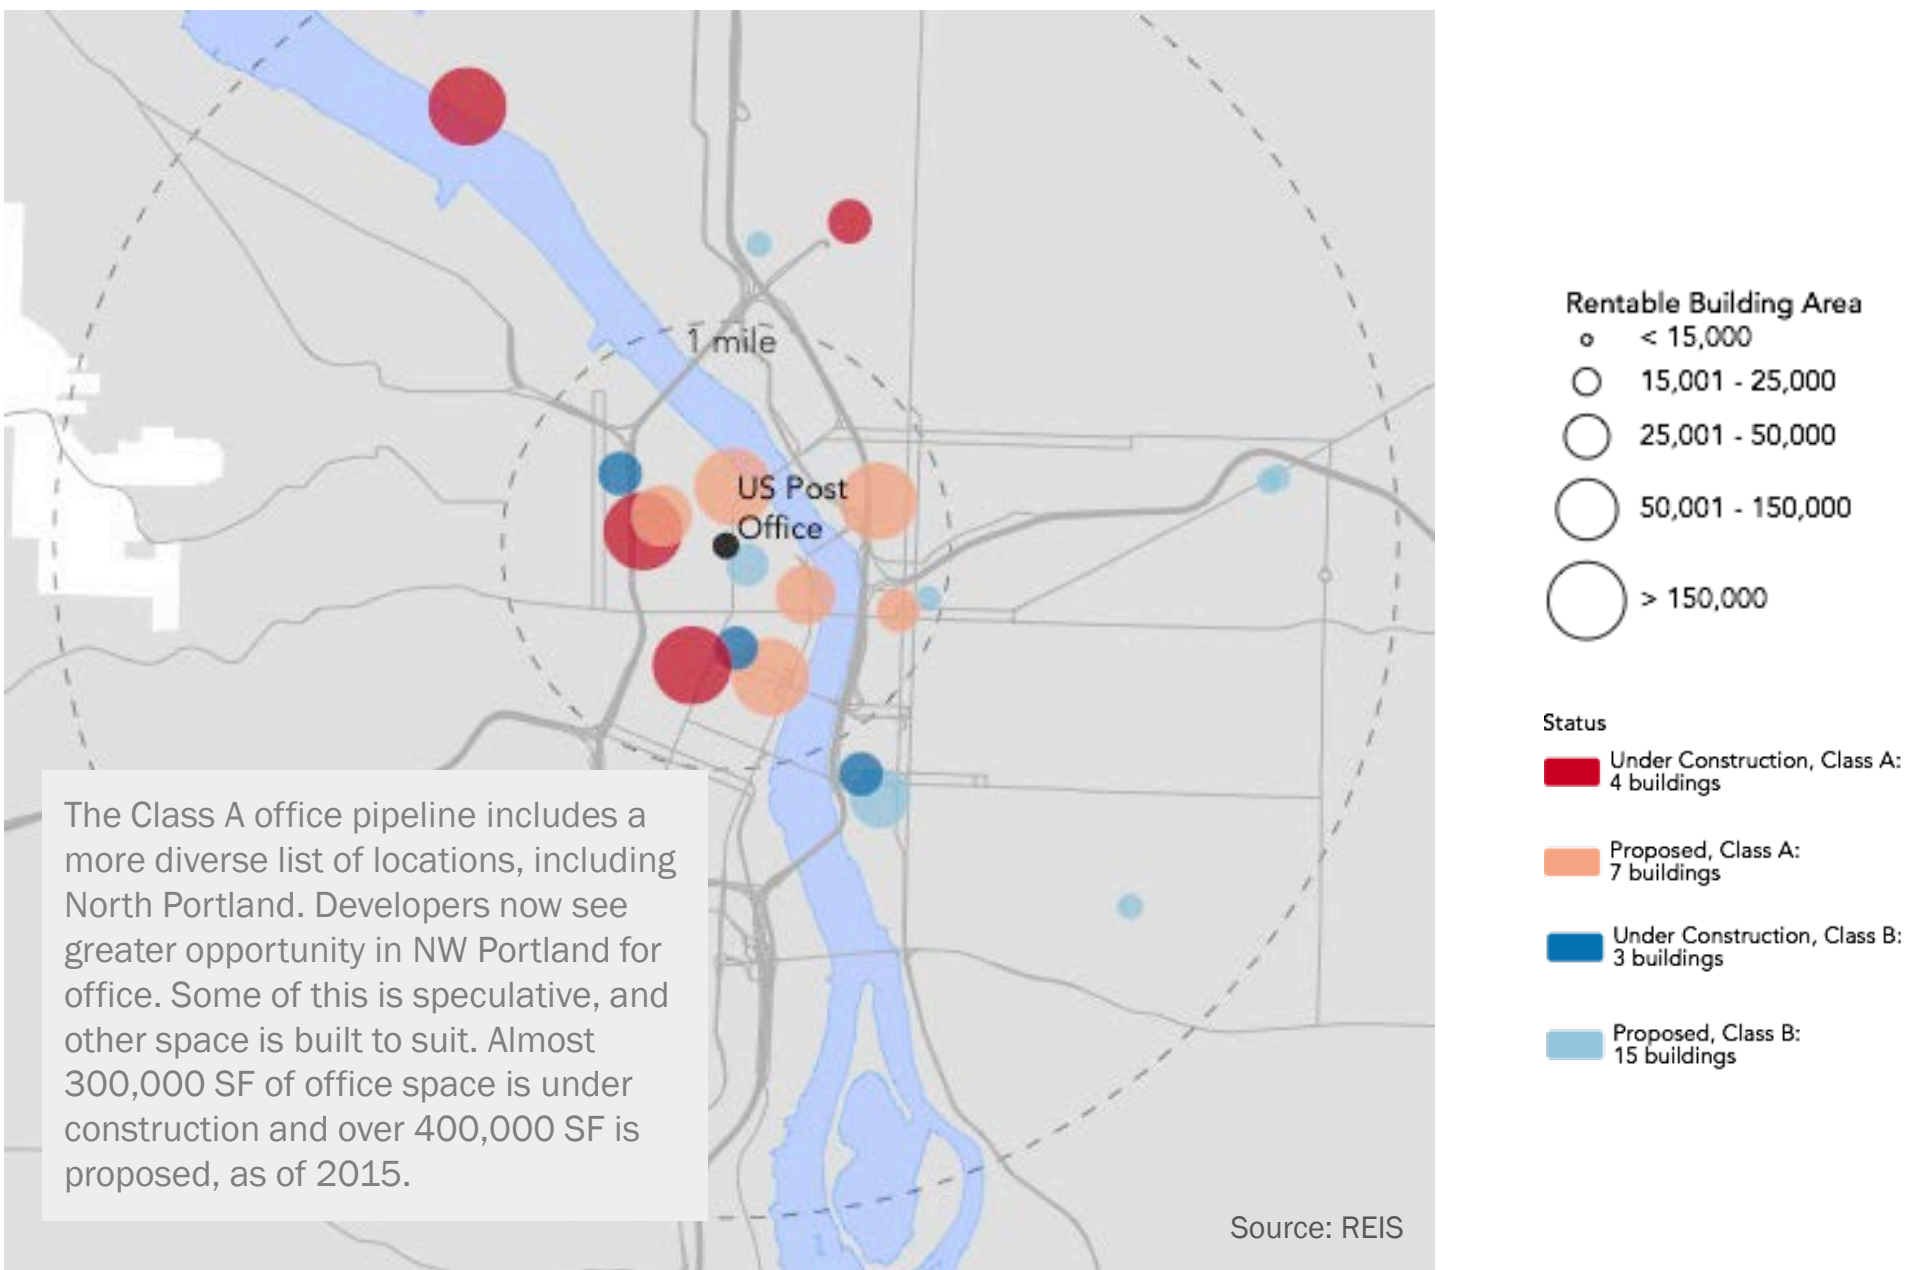 1 mile
US Post
Office
The Class A office pipeline includes a
more diverse list of locations, including
North Portland. Developers now see
greater opportunity in NW Portland for
office. Some of this is speculative, and
other space is built to suit. Almost
300,000 SF of office space is under
construction and over 400,000 SF is
proposed, as of 2015.
Source: REIS
Rentable Building Area
< 15,000
15,001 - 25,000
25,001 - 50,000
50,001 - 150,000
> 150,000
Status
Under Construction, Class A:
4 buildings
Proposed, Class A:
7 buildings
Under Construction, Class B:
3 buildings
Proposed, Class B:
15 buildings